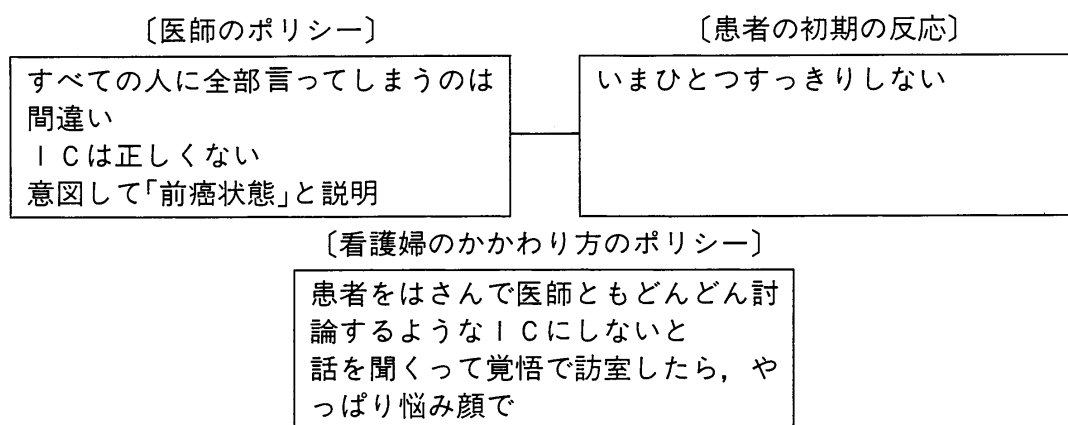 〔医師のポリシー〕
すべての人に全部言ってしまうのは
間違い
ＩＣは正しくない
意図して「前癌状態」と説明
〔患者の初期の反応〕
いまひとつすっきりしない
〔看護婦のかかわり方のポリシー〕
患者をはさんで医師ともどんどん討
論するようなＩＣにしないと
話を聞くって覚悟で訪室したら，や
っぱり悩み顔で